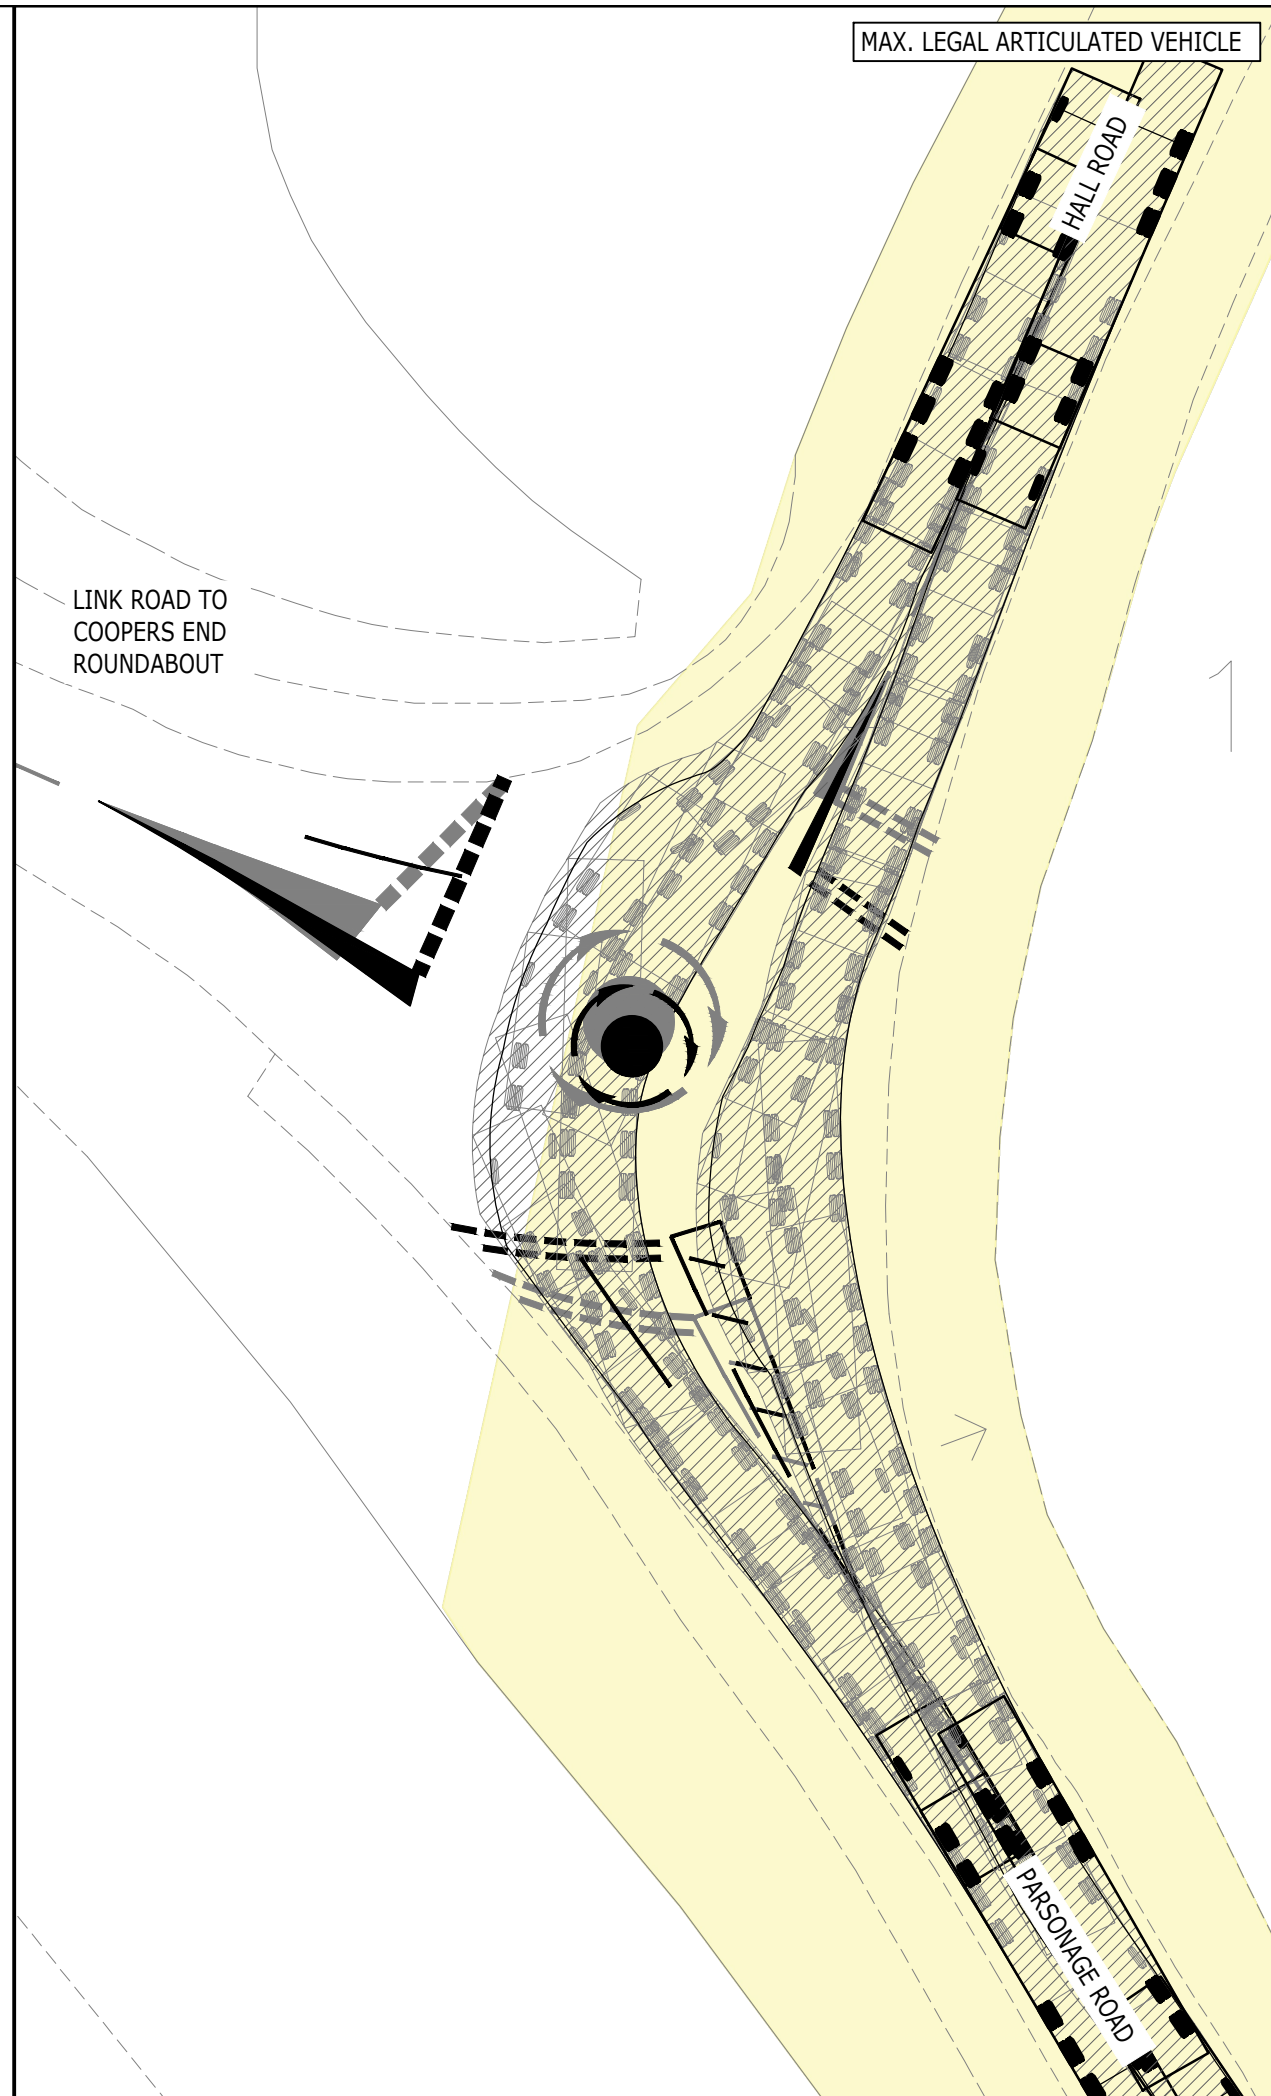 MAX. LEGAL ARTICULATED VEHICLE
HALL ROAD
LINK ROAD TO
COOPERS END
ROUNDABOUT
PARSONAGE ROAD